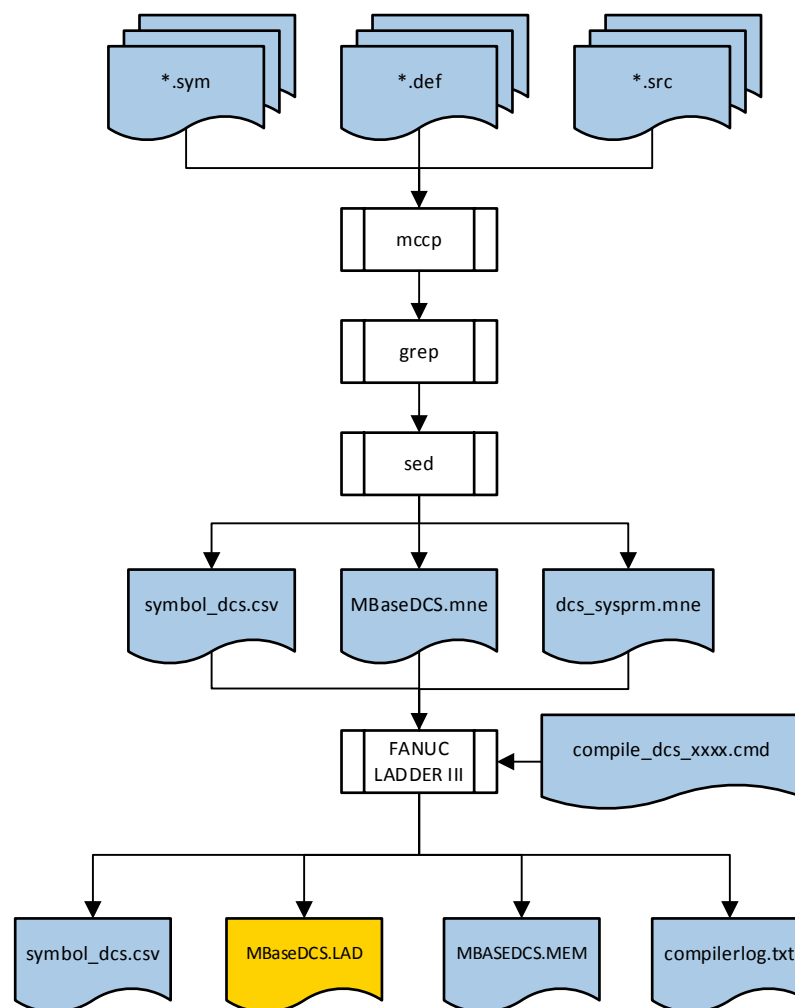 *.sym
*.def
*.src
mccp
grep
sed
symbol_dcs.csv
MBaseDCS.mne
dcs_sysprm.mne
FANUC
LADDER III
compile_dcs_xxxx.cmd
symbol_dcs.csv
MBaseDCS.LAD
MBASEDCS.MEM
compilerlog.txt